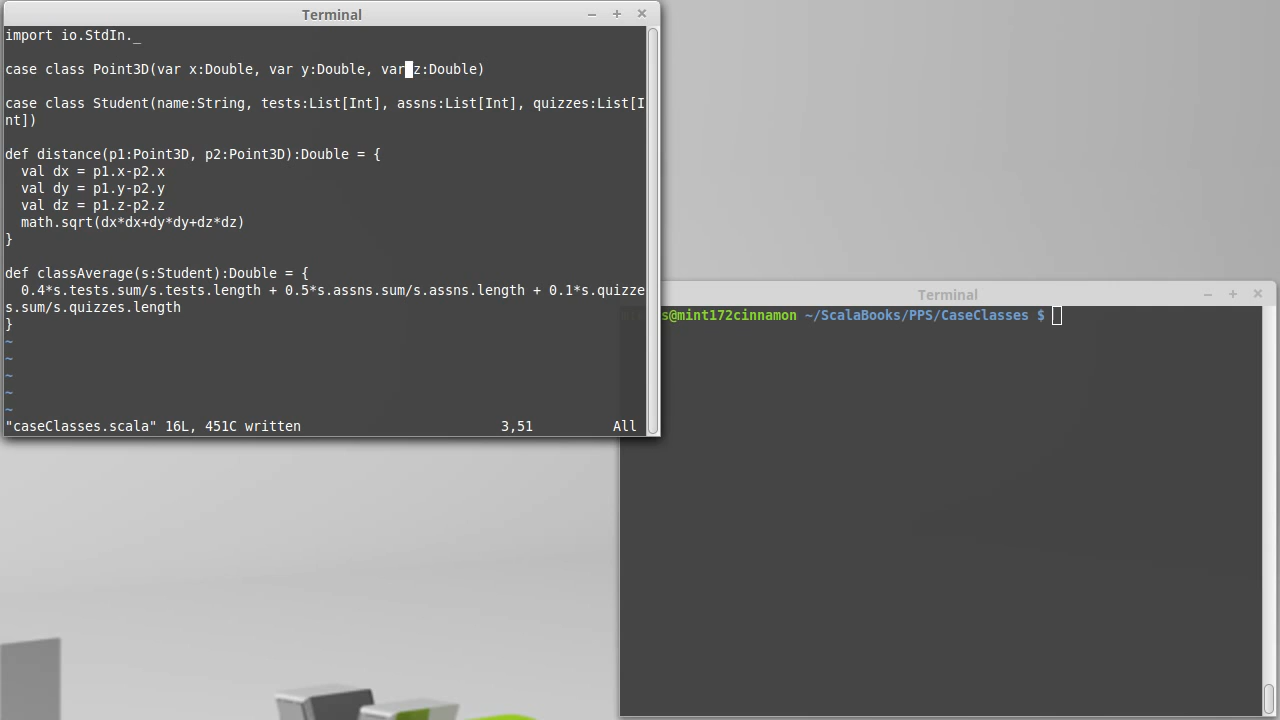 Terminal
import io.StdIn._
case class Point3D(var x:Double, var y:Double, var z:Double)
case class Student(name:String, tests:List[Int], assns:List[Int], quizzes:List[I
nt])
def distance(p1:Point3D, p2:Point3D):Double = {
  val dx = p1.x-p2.x
  val dy = p1.y-p2.y
  val dz = p1.z-p2.z
  math.sqrt(dx*dx+dy*dy+dz*dz)
}
def classAverage(s:Student):Double = {
  0.4*s.tests.sum/s.tests.length + 0.5*s.assns.sum/s.assns.length + 0.1*s.quizze
s.sum/s.quizzes.length
}
~
~
~
~
~
"caseClasses.scala" 16L, 451C written 3,51 All
Terminal
s@mint172cinnamon ~/ScalaBooks/PPS/CaseClasses $